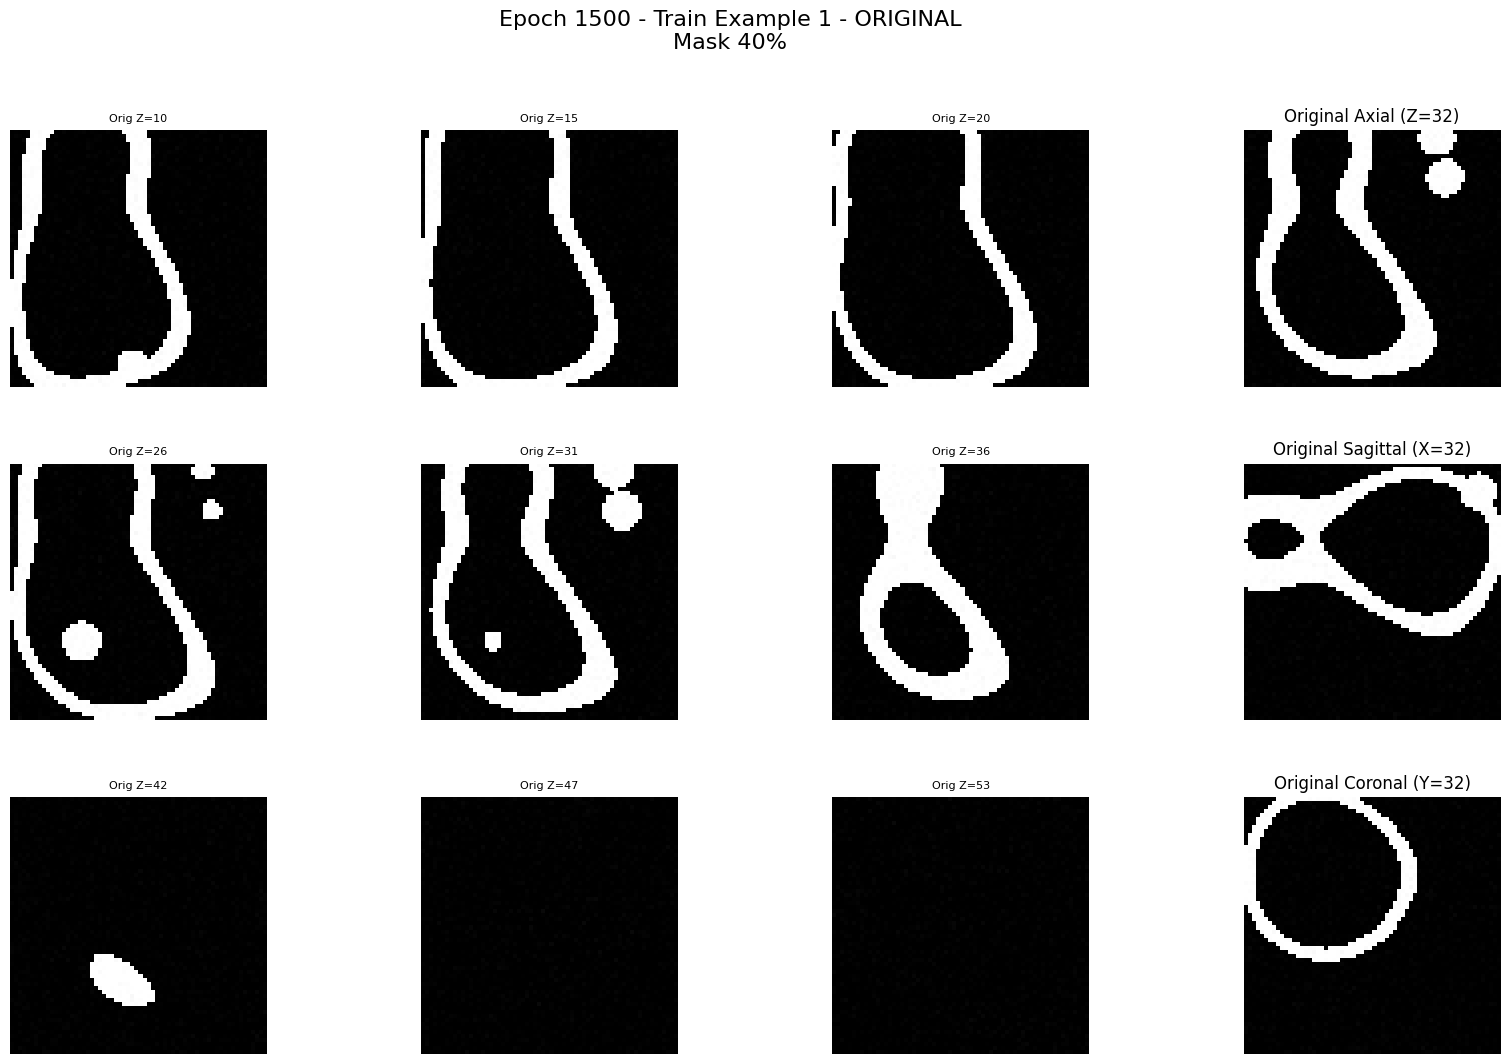 Epoch 1500 - Train Example 1 - ORIGINAL
Mask 40%
Orig Z=10
Orig Z=15
Orig Z=20
Original Axial (Z=32)
Orig Z=26
Orig Z=31
Orig Z=36
Original Sagittal (X=32)
Orig Z=42
Orig Z=47
Orig Z=53
Original Coronal (Y=32)